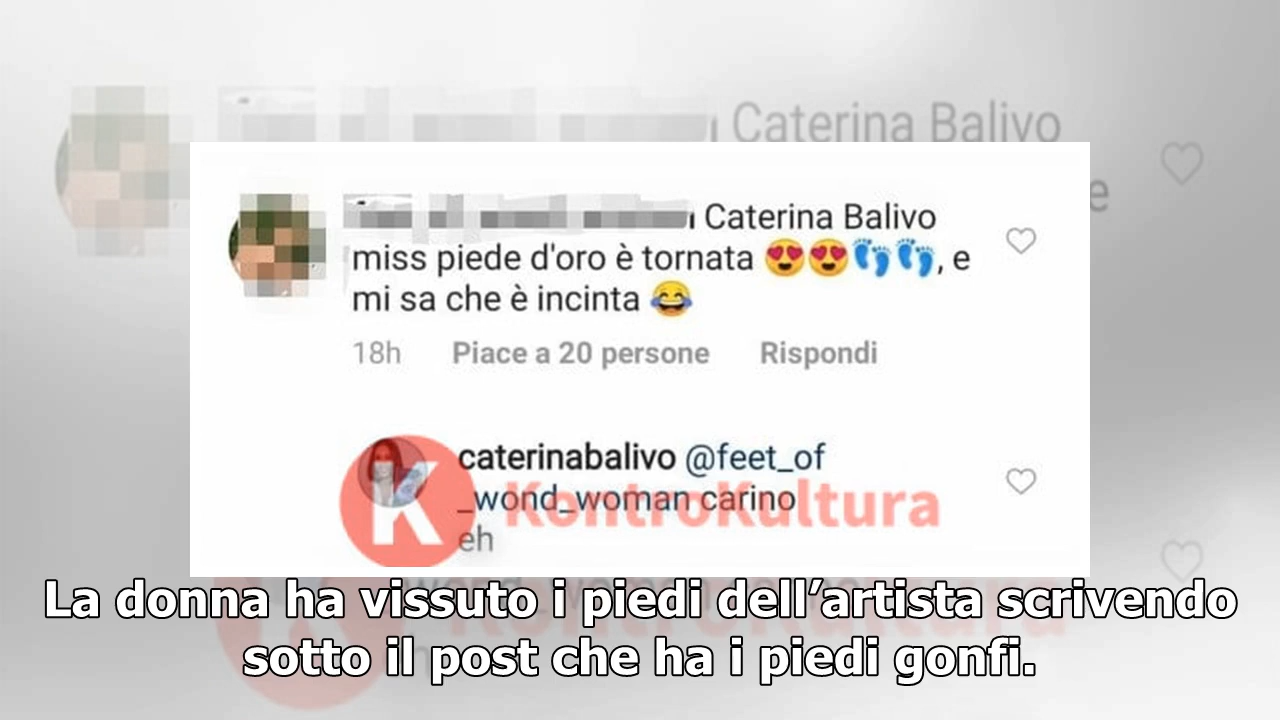 Caterina Balivo
e
Caterina Balivo
miss piede d'oro è tornata 😍😍👣👣, e
mi sa che è incinta 😂
18h Piace a 20 persone Rispondi
caterinabalivo @feet_of
_wond_woman carino
eh
K KontroKultura
La donna ha vissuto i piedi dell’artista scrivendo
sotto il post che ha i piedi gonfi.